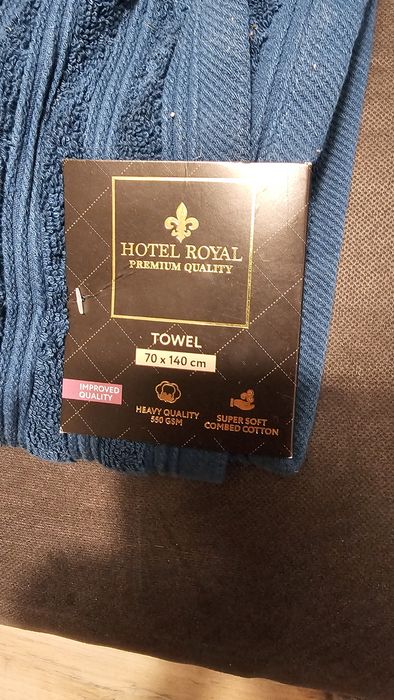 HOTEL ROYAL
PREMIUM QUALITY
TOWEL
70 x 140 cm
IMPROVED
QUALITY
HEAVY QUALITY
550 GSM
SUPER SOFT
COMBED COTTON